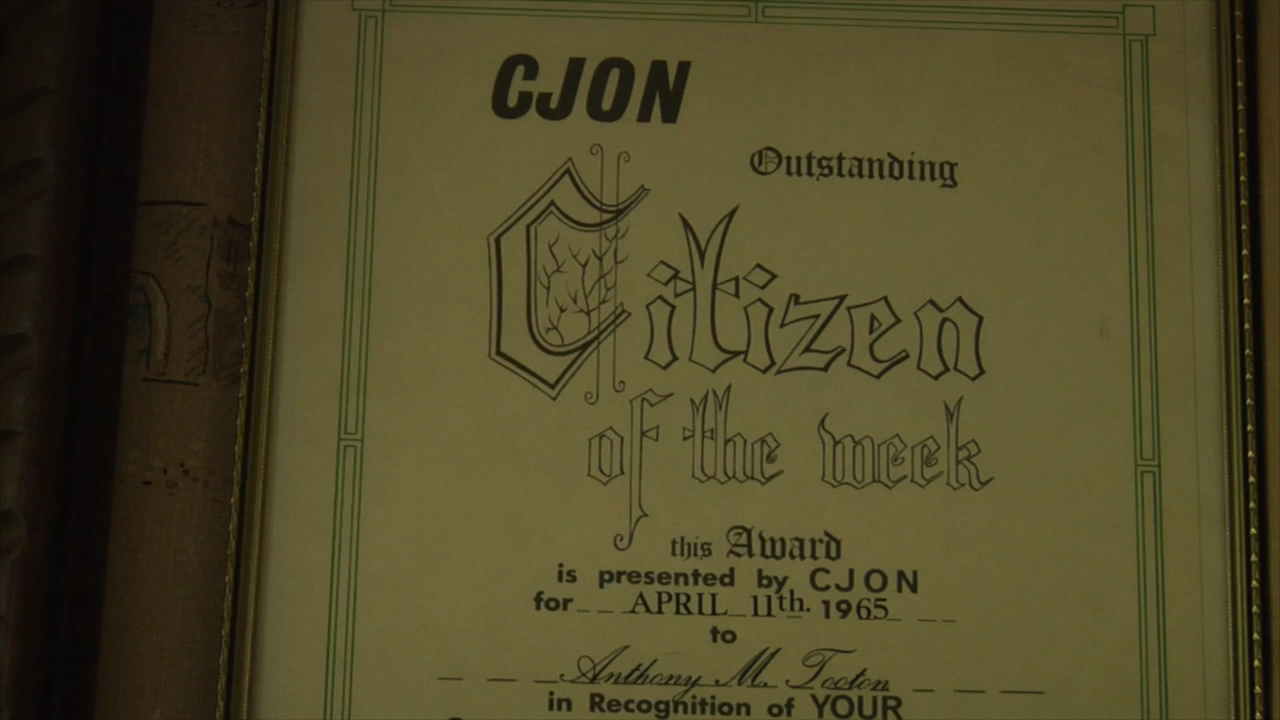 CJON
Outstanding
Citizen
of the week
this Award
is presented by CJON
for APRIL 11th. 1965
to
Anthony M. Tooton
in Recognition of YOUR